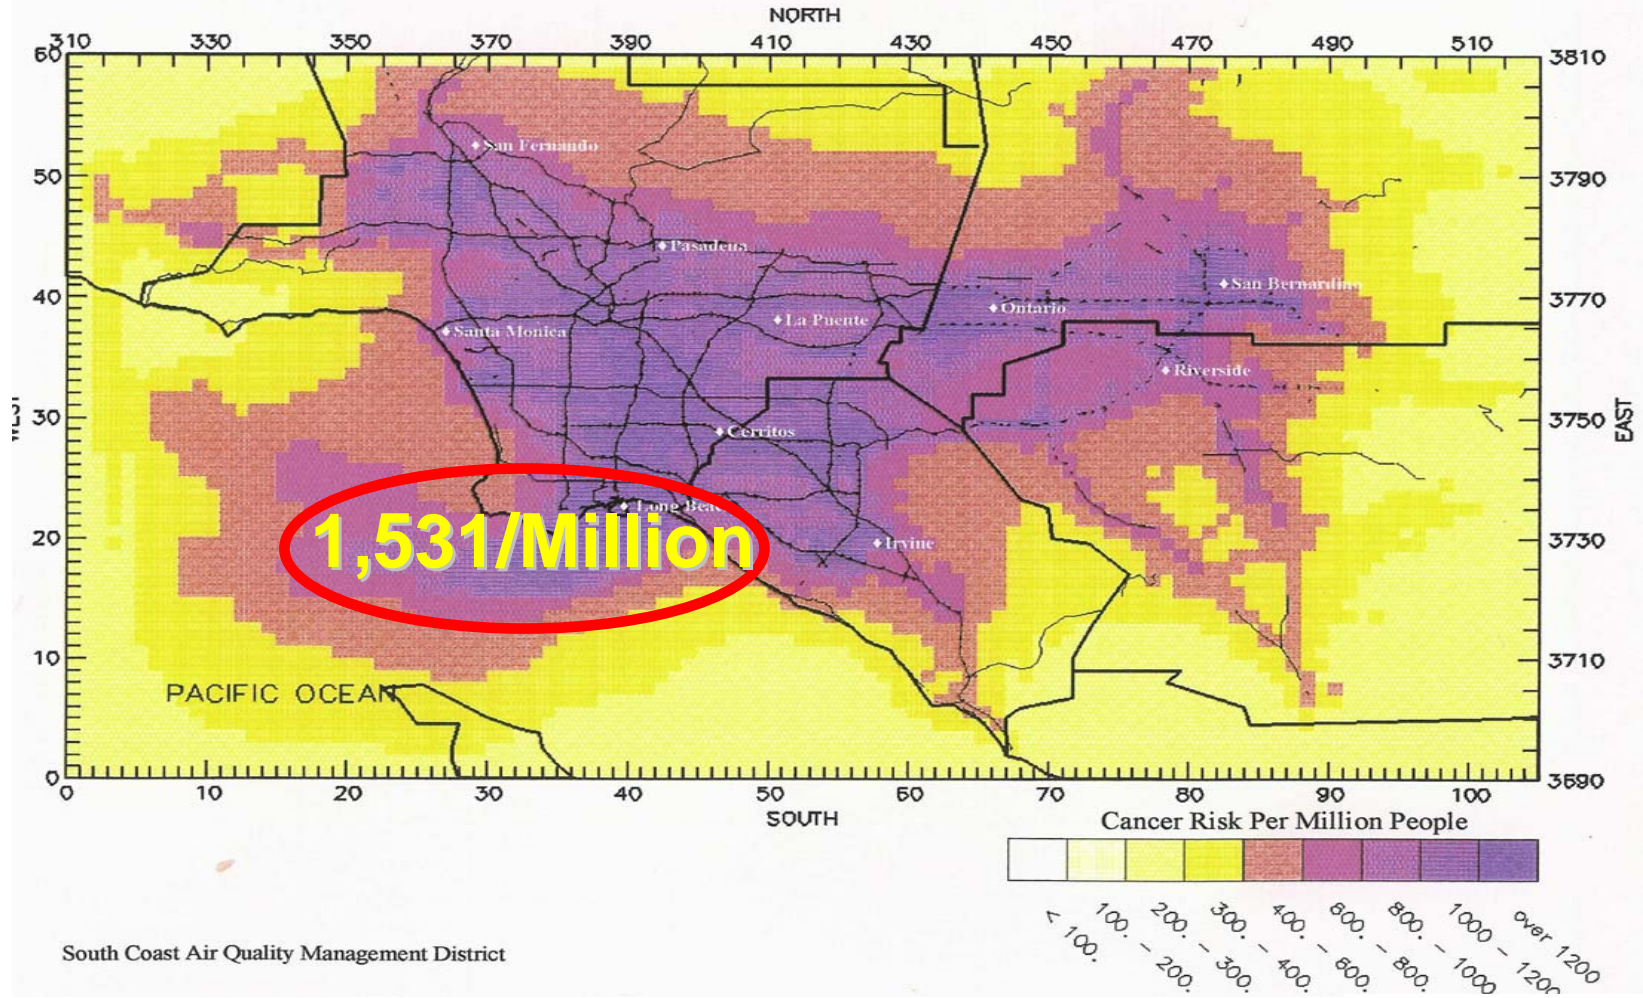 NORTH
310 330 350 370 390 410 430 450 470 490 510
60 3810
San Fernando
50 3790
Pasadena
San Bernardino
40 3770
Ontario
La Puente
Santa Monica
Riverside
30 3750
WEST EAST
Cerritos
Long Beac
1,531/Million
20 3730
Irvine
10 3710
PACIFIC OCEAN
0 3690
0 10 20 30 40 50 60 70 80 90 100
SOUTH
Cancer Risk Per Million People
< 100.
100. - 200.
200. - 300.
300. - 400.
400. - 600.
600. - 800.
800. - 1000
1000 - 1200
over 1200
South Coast Air Quality Management District